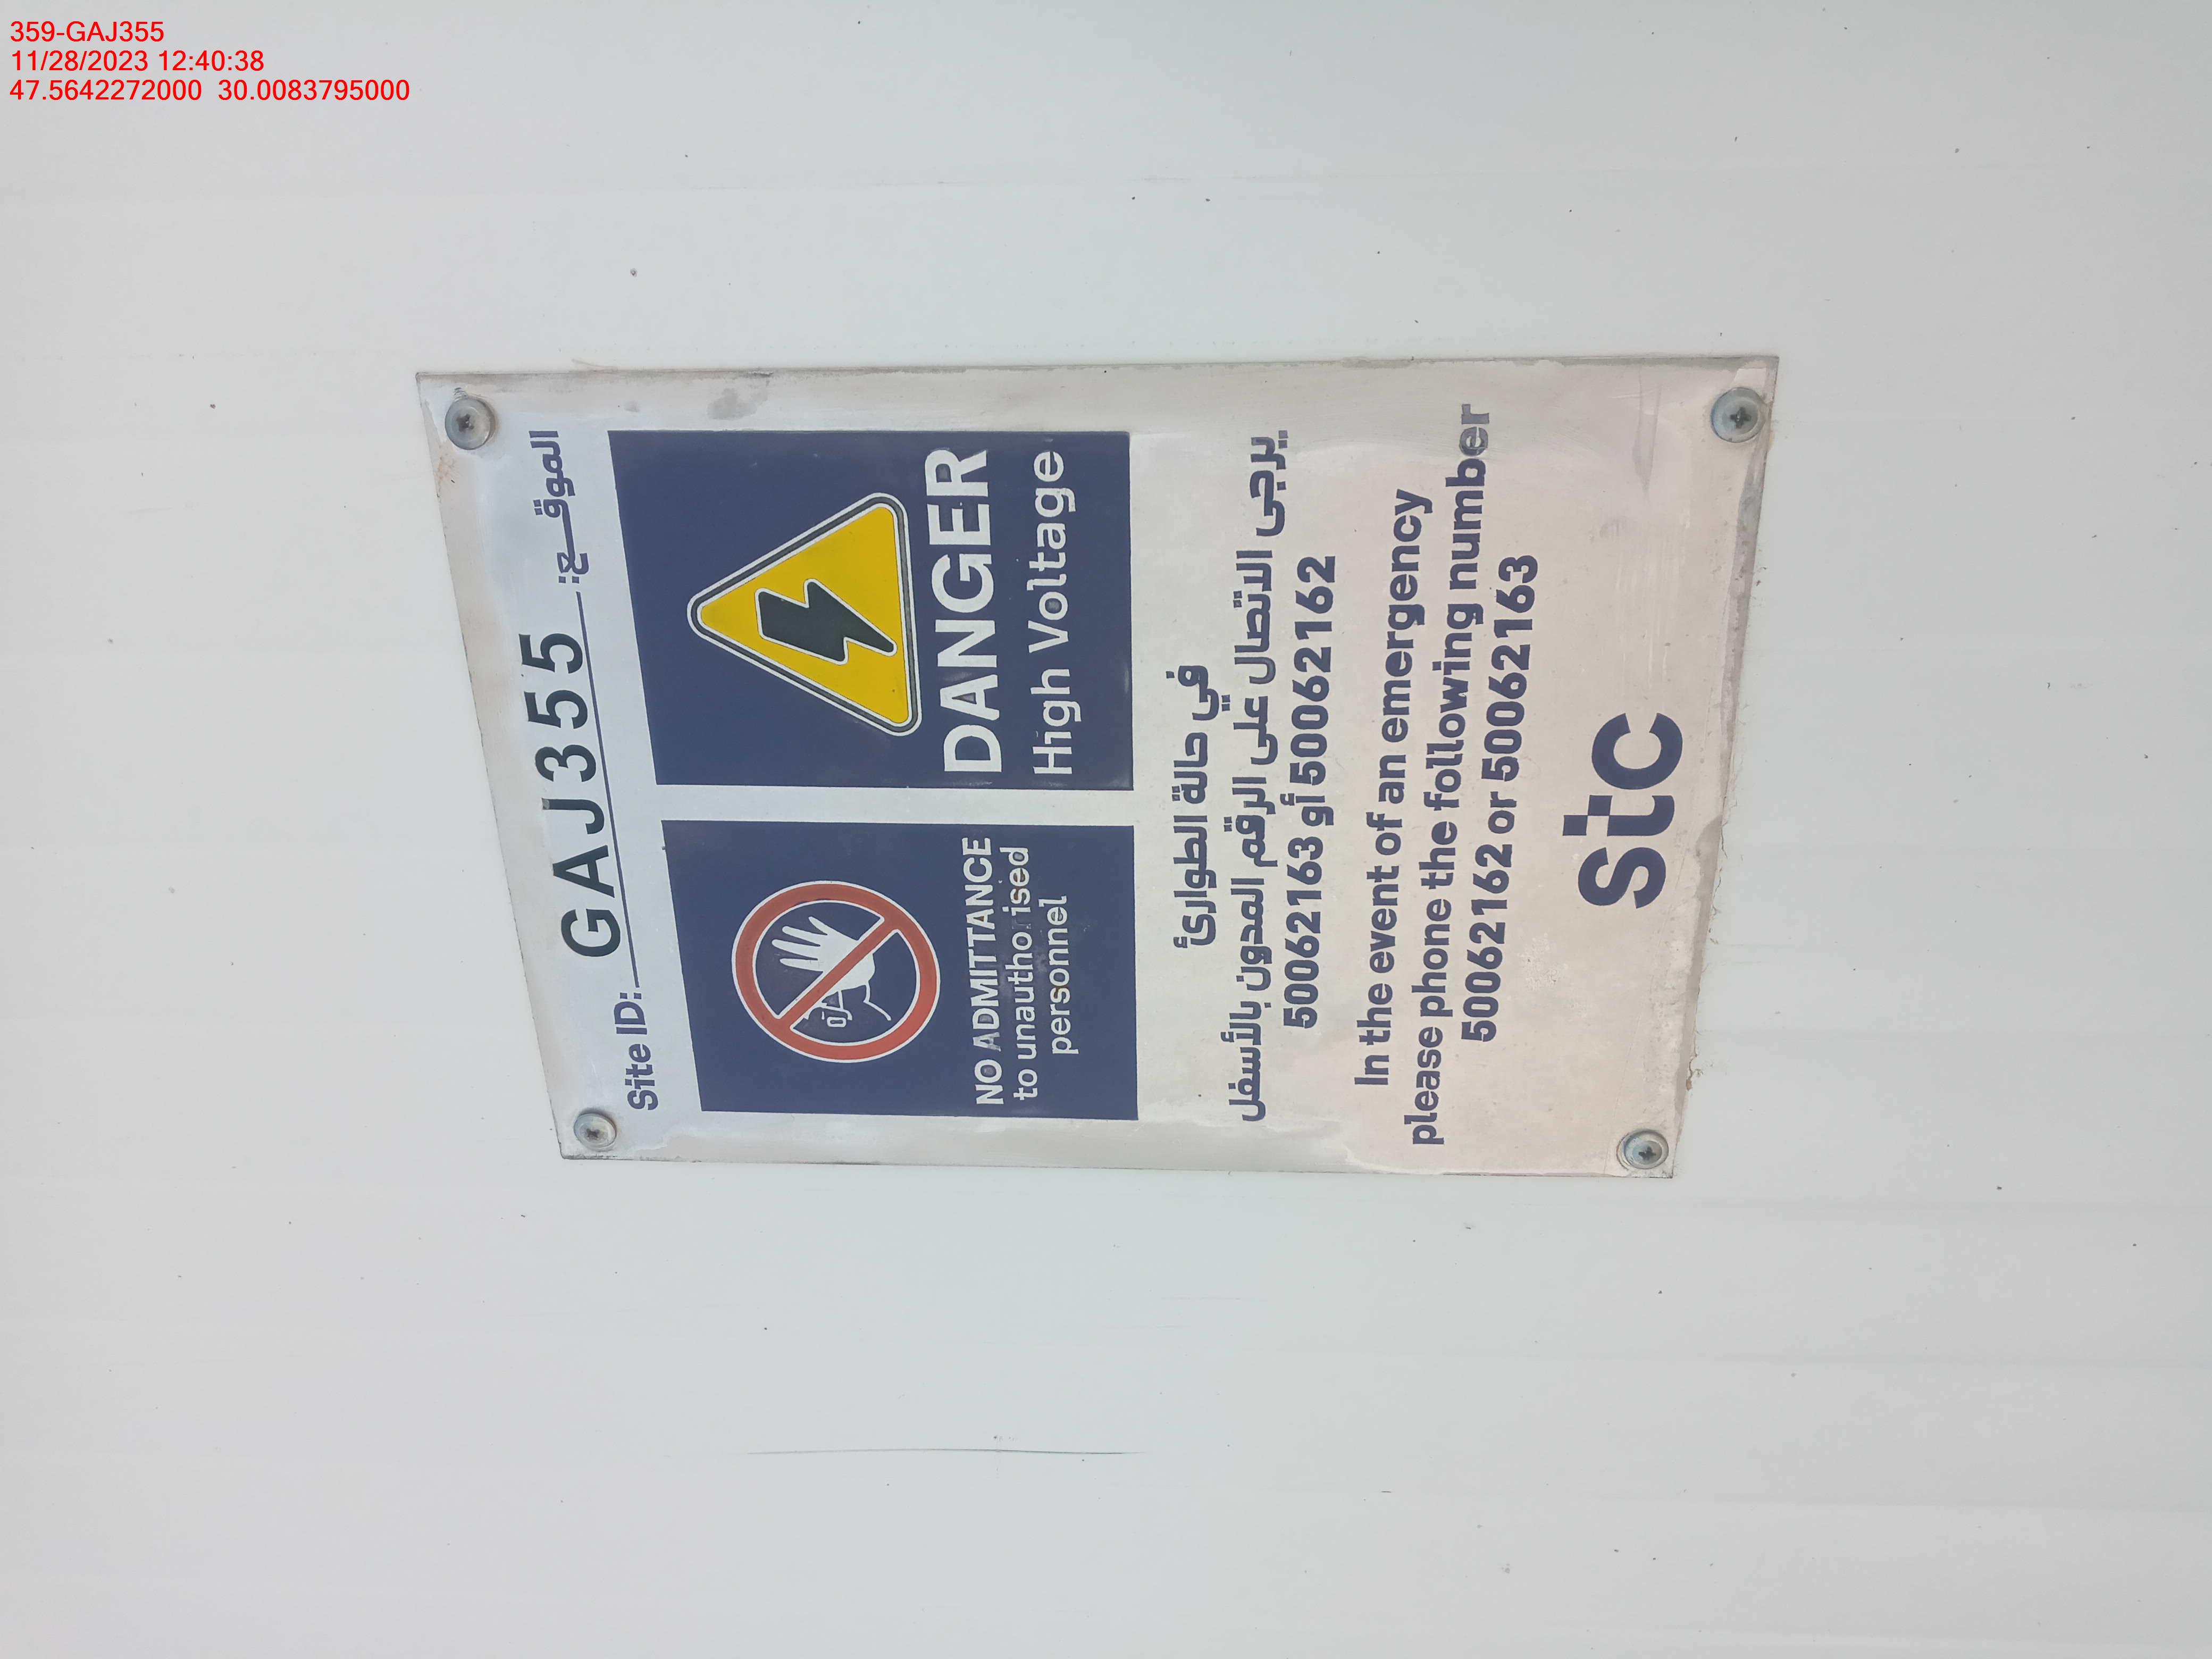 359-GAJ355
11/28/2023 12:40:38
47.5642272000 30.0083795000
Site ID: GAJ355 الموقـع:
NO ADMITTANCE
to unauthorised
personnel
DANGER
High Voltage
في حالة الطوارئ
يرجى الاتصال على الرقم المدون بالأسفل
50062162 أو 50062163
In the event of an emergency
please phone the following number
50062162 or 50062163
stc